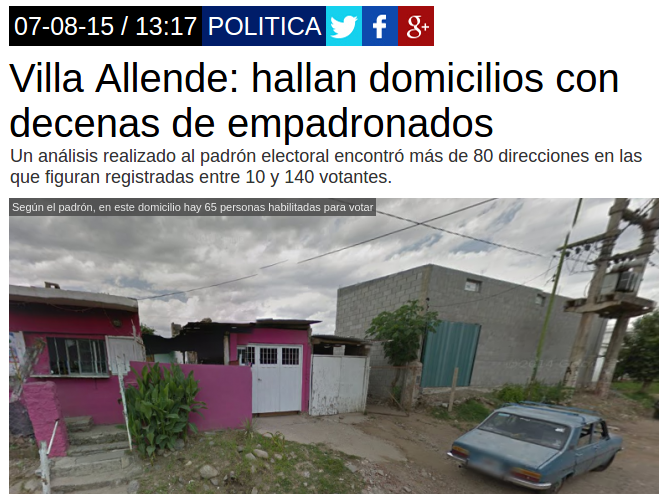 07-08-15 / 13:17 POLITICA
Villa Allende: hallan domicilios con
decenas de empadronados
Un análisis realizado al padrón electoral encontró más de 80 direcciones en las
que figuran registradas entre 10 y 140 votantes.
Según el padrón, en este domicilio hay 65 personas habilitadas para votar